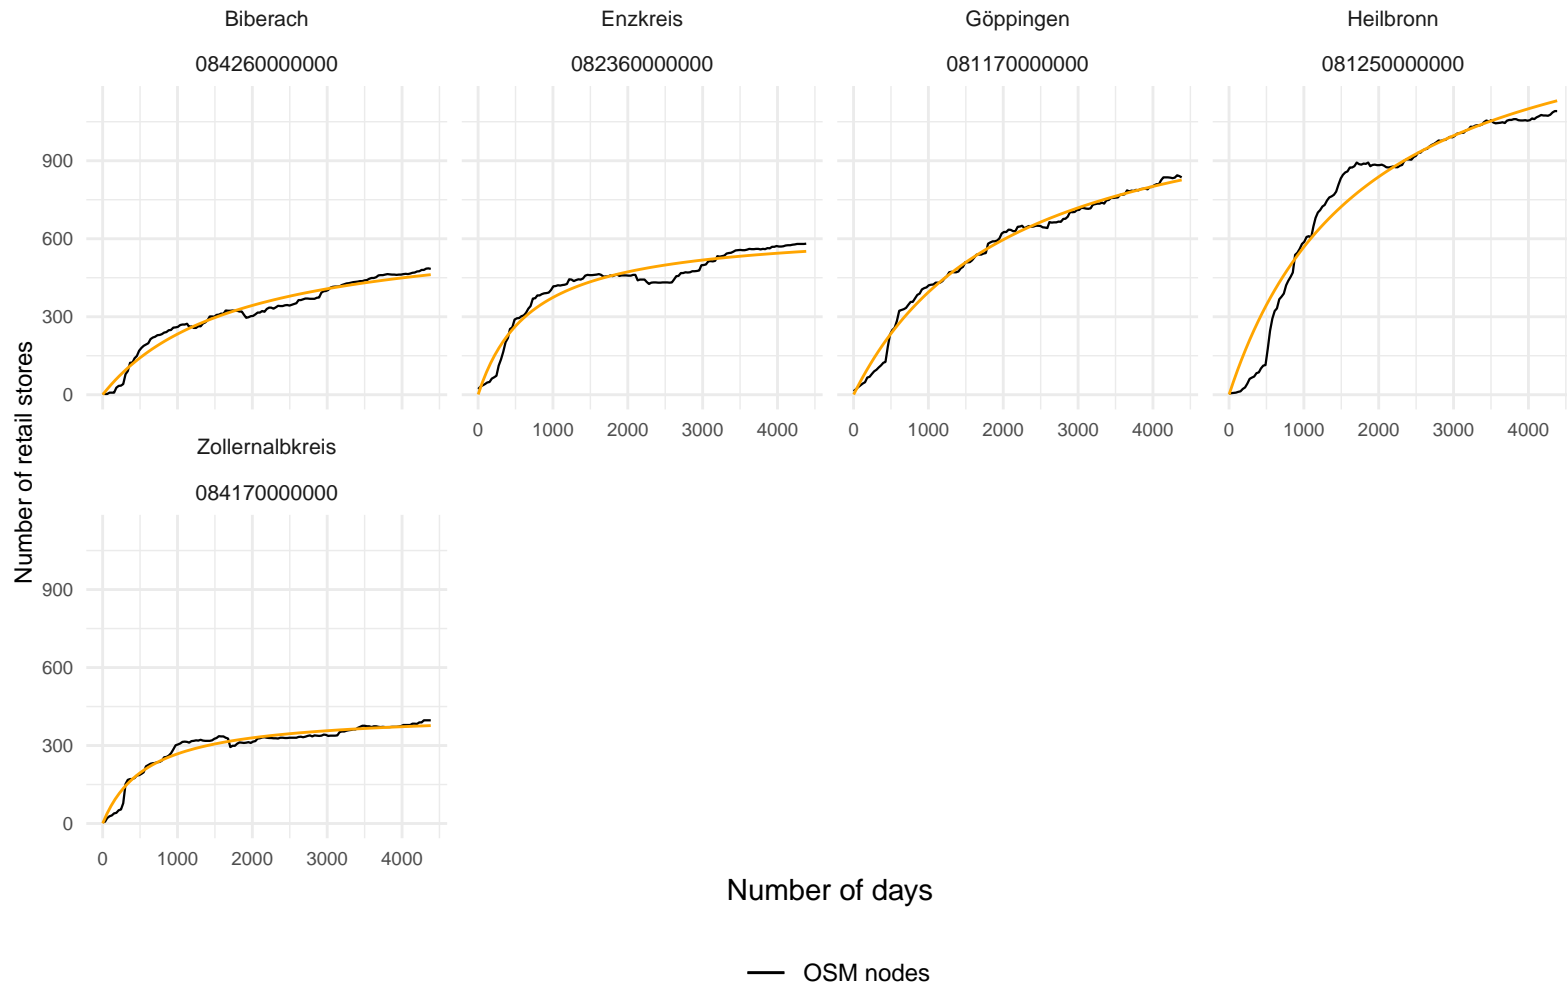 Biberach
084260000000
Enzkreis
082360000000
Göppingen
081170000000
Heilbronn
081250000000
900
600
300
0
0 1000 2000 3000 4000
0 1000 2000 3000 4000
0 1000 2000 3000 4000
Number of retail stores
Zollernalbkreis
084170000000
900
600
300
0
0 1000 2000 3000 4000
Number of days
OSM nodes